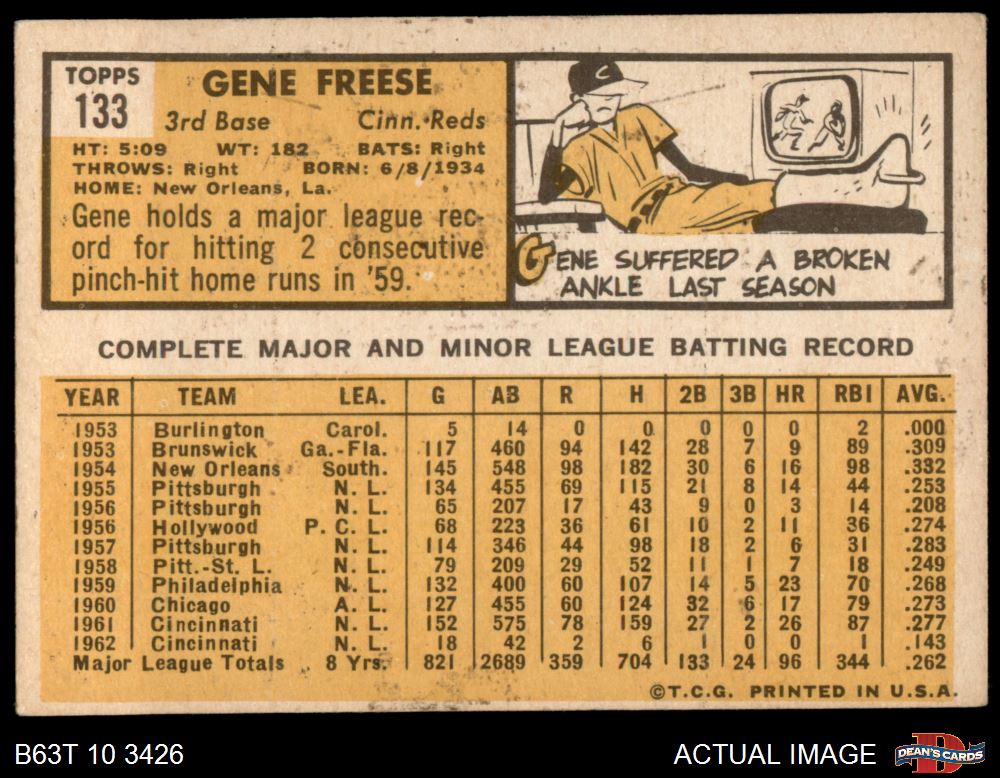 TOPPS
133
GENE FREESE
3rd Base Cinn. Reds
HT: 5:09 WT: 182 BATS: Right
THROWS: Right BORN: 6/8/1934
HOME: New Orleans, La.
Gene holds a major league rec-
ord for hitting 2 consecutive
pinch-hit home runs in '59.
C
GENE SUFFERED A BROKEN
ANKLE LAST SEASON
COMPLETE MAJOR AND MINOR LEAGUE BATTING RECORD
YEAR TEAM LEA. G AB R H 2B 3B HR RBI AVG.
1953 Burlington Carol. 5 14 0 0 0 0 0 2 .000
1953 Brunswick Ga.-Fla. 117 460 94 142 28 7 9 89 .309
1954 New Orleans South. 145 548 98 182 30 6 16 98 .332
1955 Pittsburgh N. L. 134 455 69 115 21 8 14 44 .253
1956 Pittsburgh N. L. 65 207 17 43 9 0 3 14 .208
1956 Hollywood P. C. L. 68 223 36 61 10 2 11 36 .274
1957 Pittsburgh N. L. 114 346 44 98 18 2 6 31 .283
1958 Pitt.-St. L. N. L. 79 209 29 52 11 1 7 18 .249
1959 Philadelphia N. L. 132 400 60 107 14 5 23 70 .268
1960 Chicago A. L. 127 455 60 124 32 6 17 79 .273
1961 Cincinnati N. L. 152 575 78 159 27 2 26 87 .277
1962 Cincinnati N. L. 18 42 2 6 1 0 0 1 .143
Major League Totals 8 Yrs. 821 2689 359 704 133 24 96 344 .262
©T.C.G. PRINTED IN U.S.A.
B63T 10 3426
ACTUAL IMAGE
D
DEAN'S CARDS